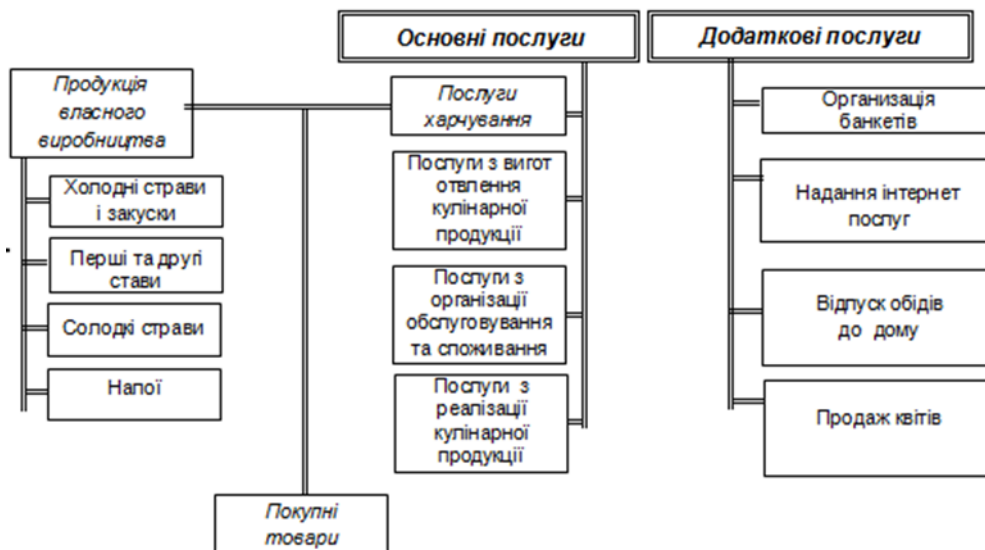 Основні послуги
Додаткові послуги
Продукція
власного
виробництва
Холодні страви
і закуски
Перші та другі
стави
Солодкі страви
Напої
Послуги
харчування
Послуги з вигот
отвлення
кулінарної
продукції
Послуги з
організації
обслуговування
та споживання
Послуги з
реалізації
кулінарної
продукції
Покупні
товари
Организація
банкетів
Надання інтернет
послуг
Відпуск обідів
до дому
Продаж квітів